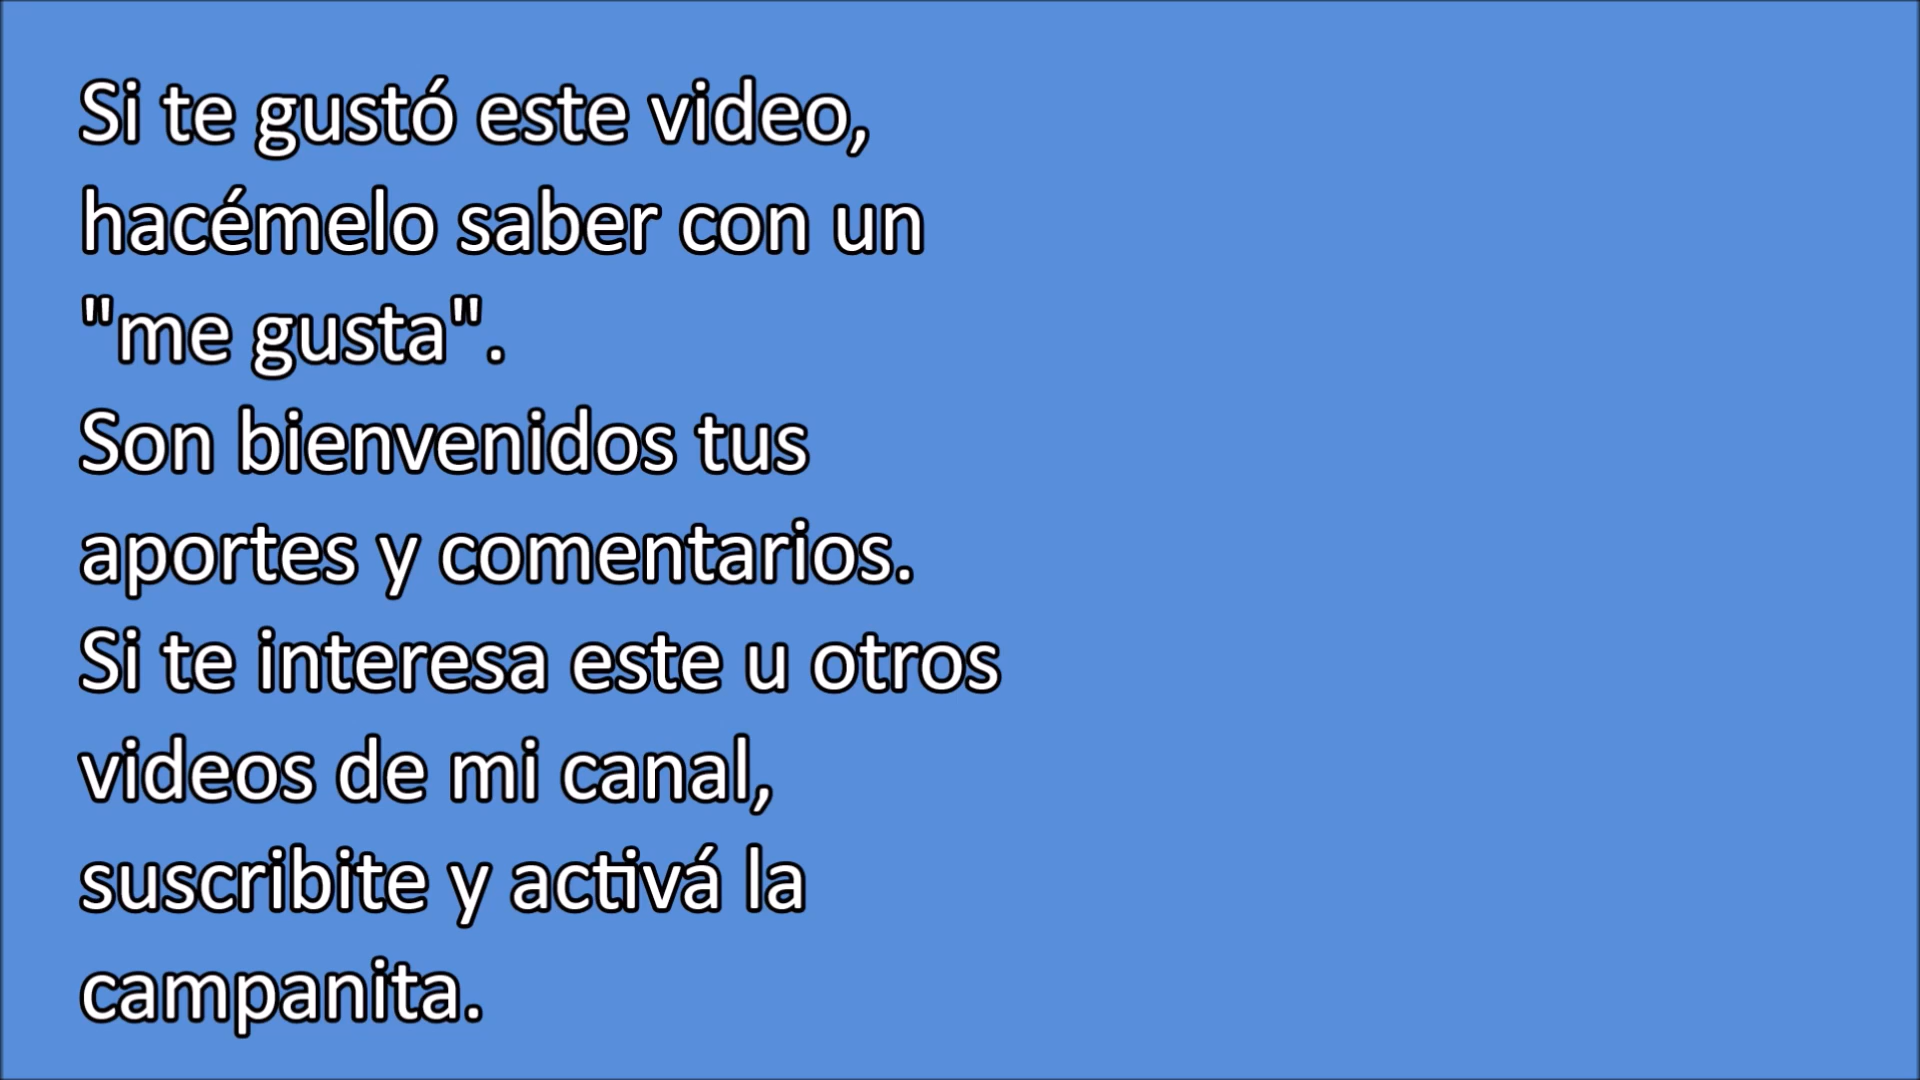 Si te gustó este video,
hacémelo saber con un
"me gusta".
Son bienvenidos tus
aportes y comentarios.
Si te interesa este u otros
videos de mi canal,
suscribite y activá la
campanita.